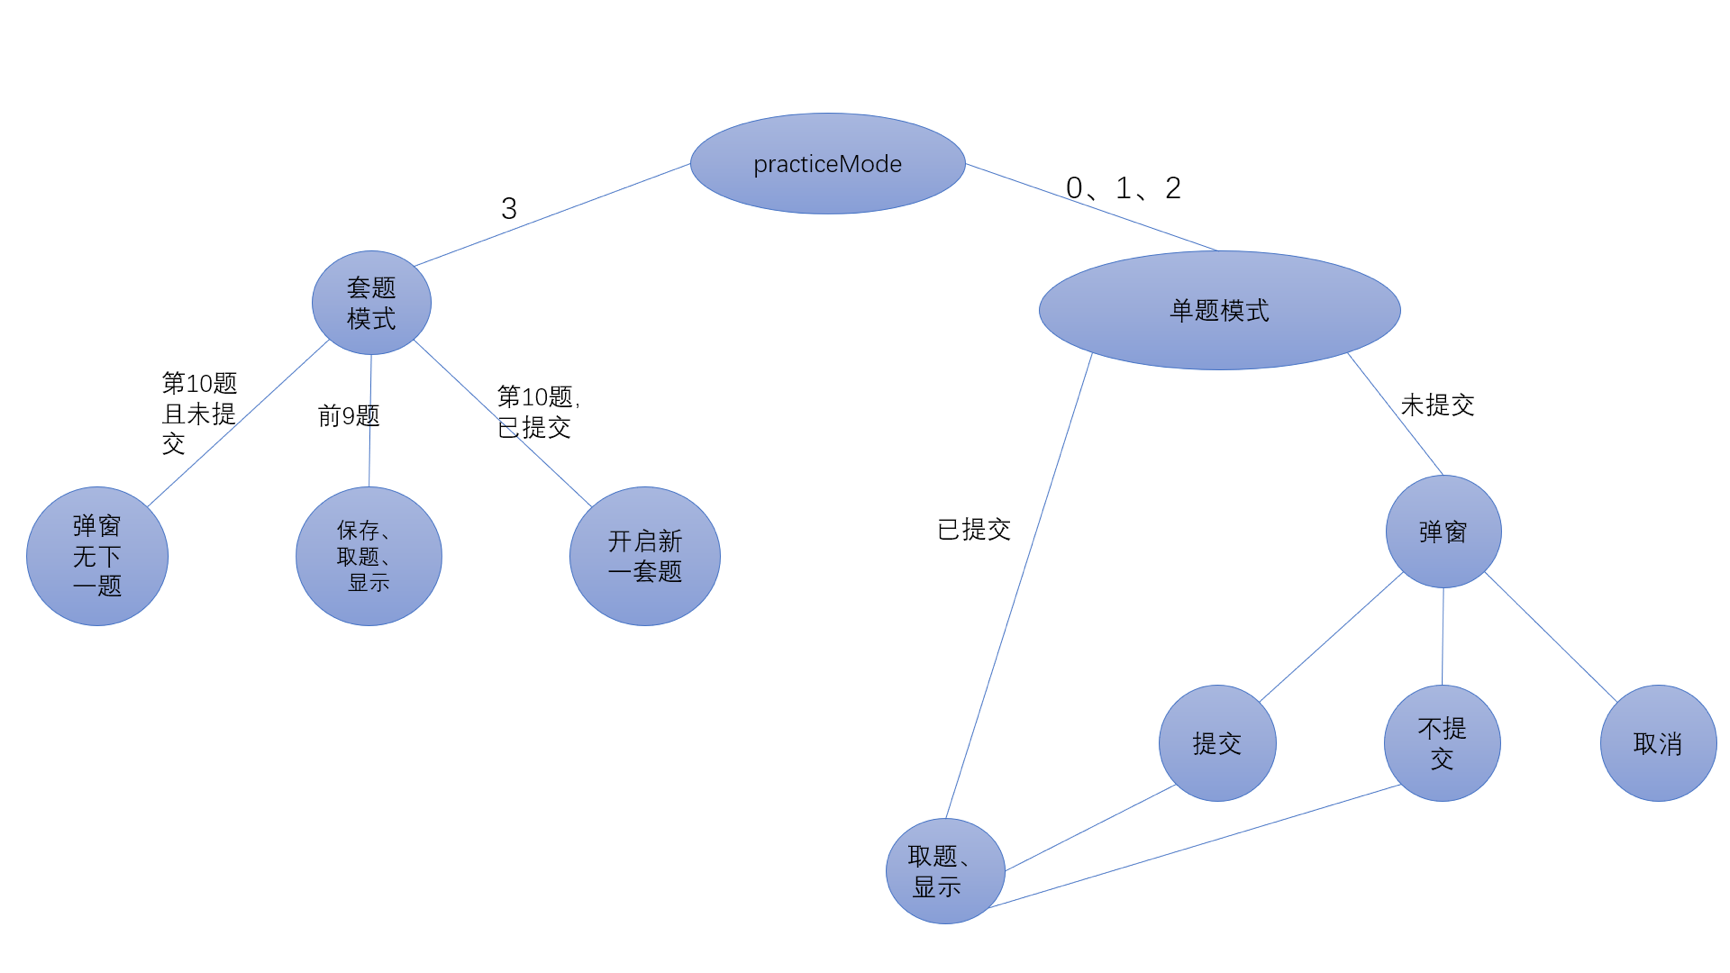 practiceMode
3
0、1、2
套题
模式
单题模式
第10题
且未提
交
前9题
第10题,
已提交
未提交
已提交
弹窗
无下
一题
保存、
取题、
显示
开启新
一套题
弹窗
提交
不提
交
取消
取题、
显示